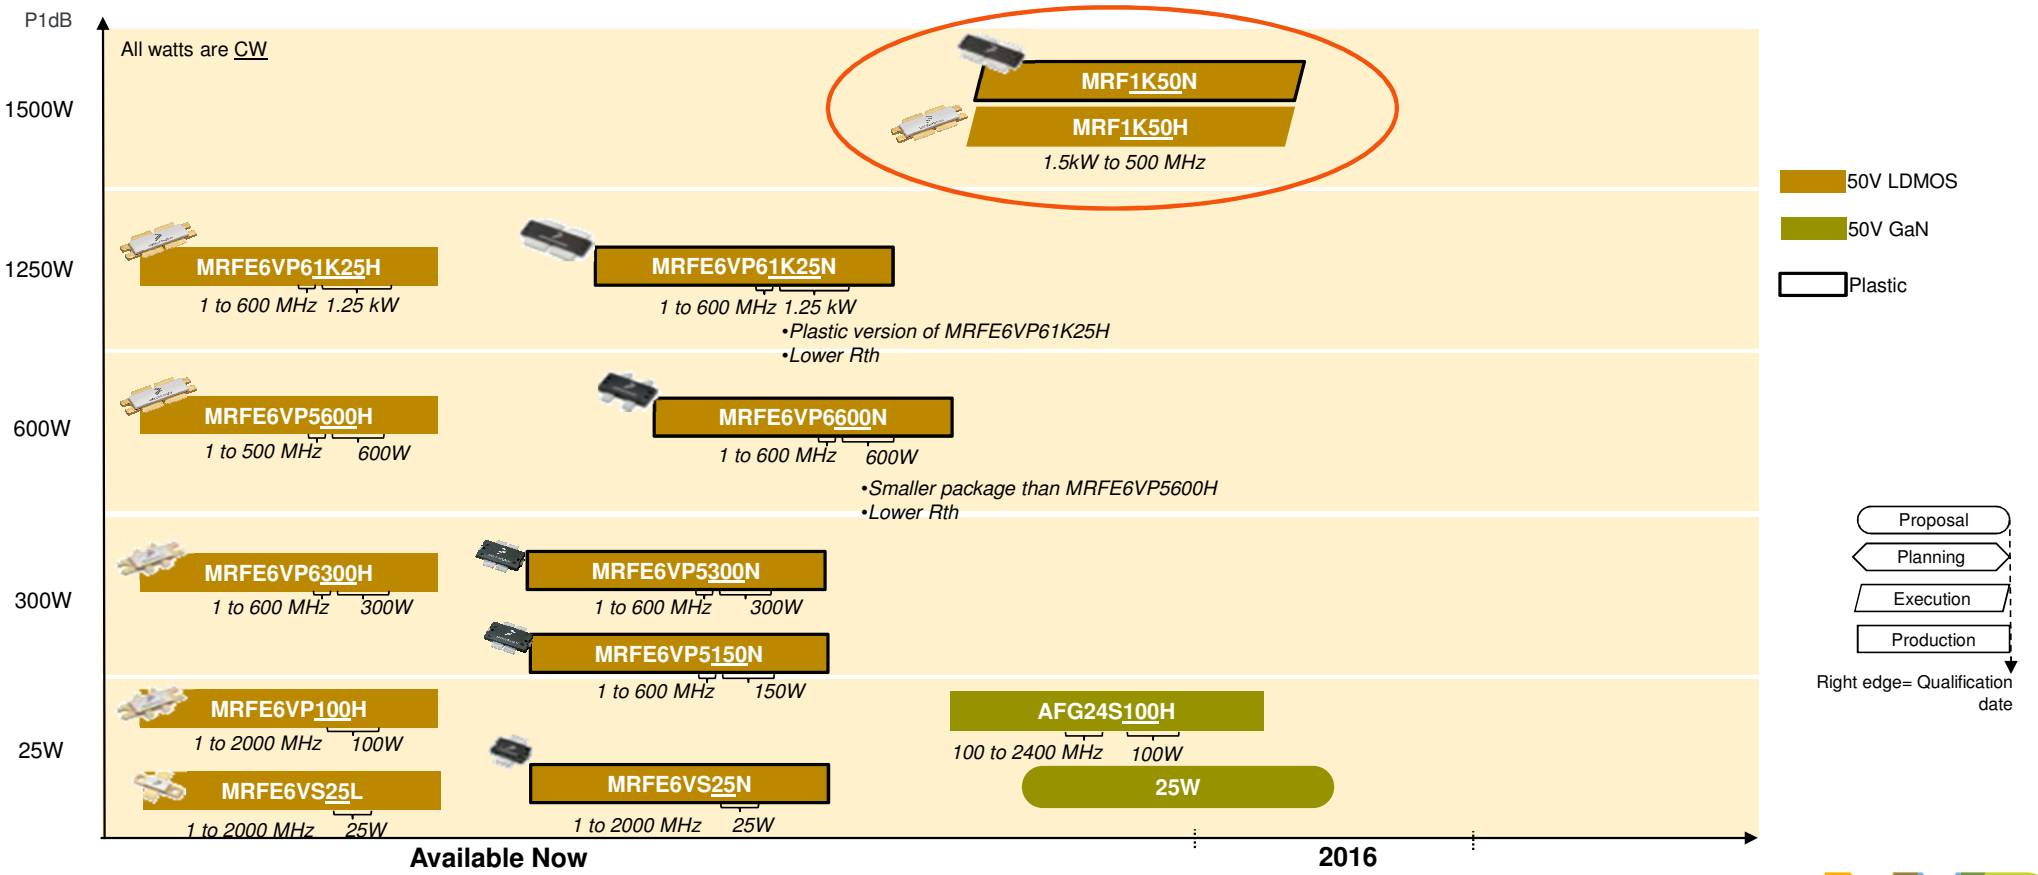 P1dB
All watts are CW
1500W
MRF1K50N
MRF1K50H
1.5kW to 500 MHz
50V LDMOS
50V GaN
Plastic
1250W
MRFE6VP61K25H
1 to 600 MHz 1.25 kW
MRFE6VP61K25N
1 to 600 MHz 1.25 kW
•Plastic version of MRFE6VP61K25H
•Lower Rth
600W
MRFE6VP5600H
1 to 500 MHz 600W
MRFE6VP6600N
1 to 600 MHz 600W
•Smaller package than MRFE6VP5600H
•Lower Rth
300W
MRFE6VP6300H
1 to 600 MHz 300W
MRFE6VP5300N
1 to 600 MHz 300W
MRFE6VP5150N
1 to 600 MHz 150W
Proposal
Planning
Execution
Production
Right edge= Qualification
date
25W
MRFE6VP100H
1 to 2000 MHz 100W
MRFE6VS25L
1 to 2000 MHz 25W
MRFE6VS25N
1 to 2000 MHz 25W
AFG24S100H
100 to 2400 MHz 100W
25W
Available Now
2016